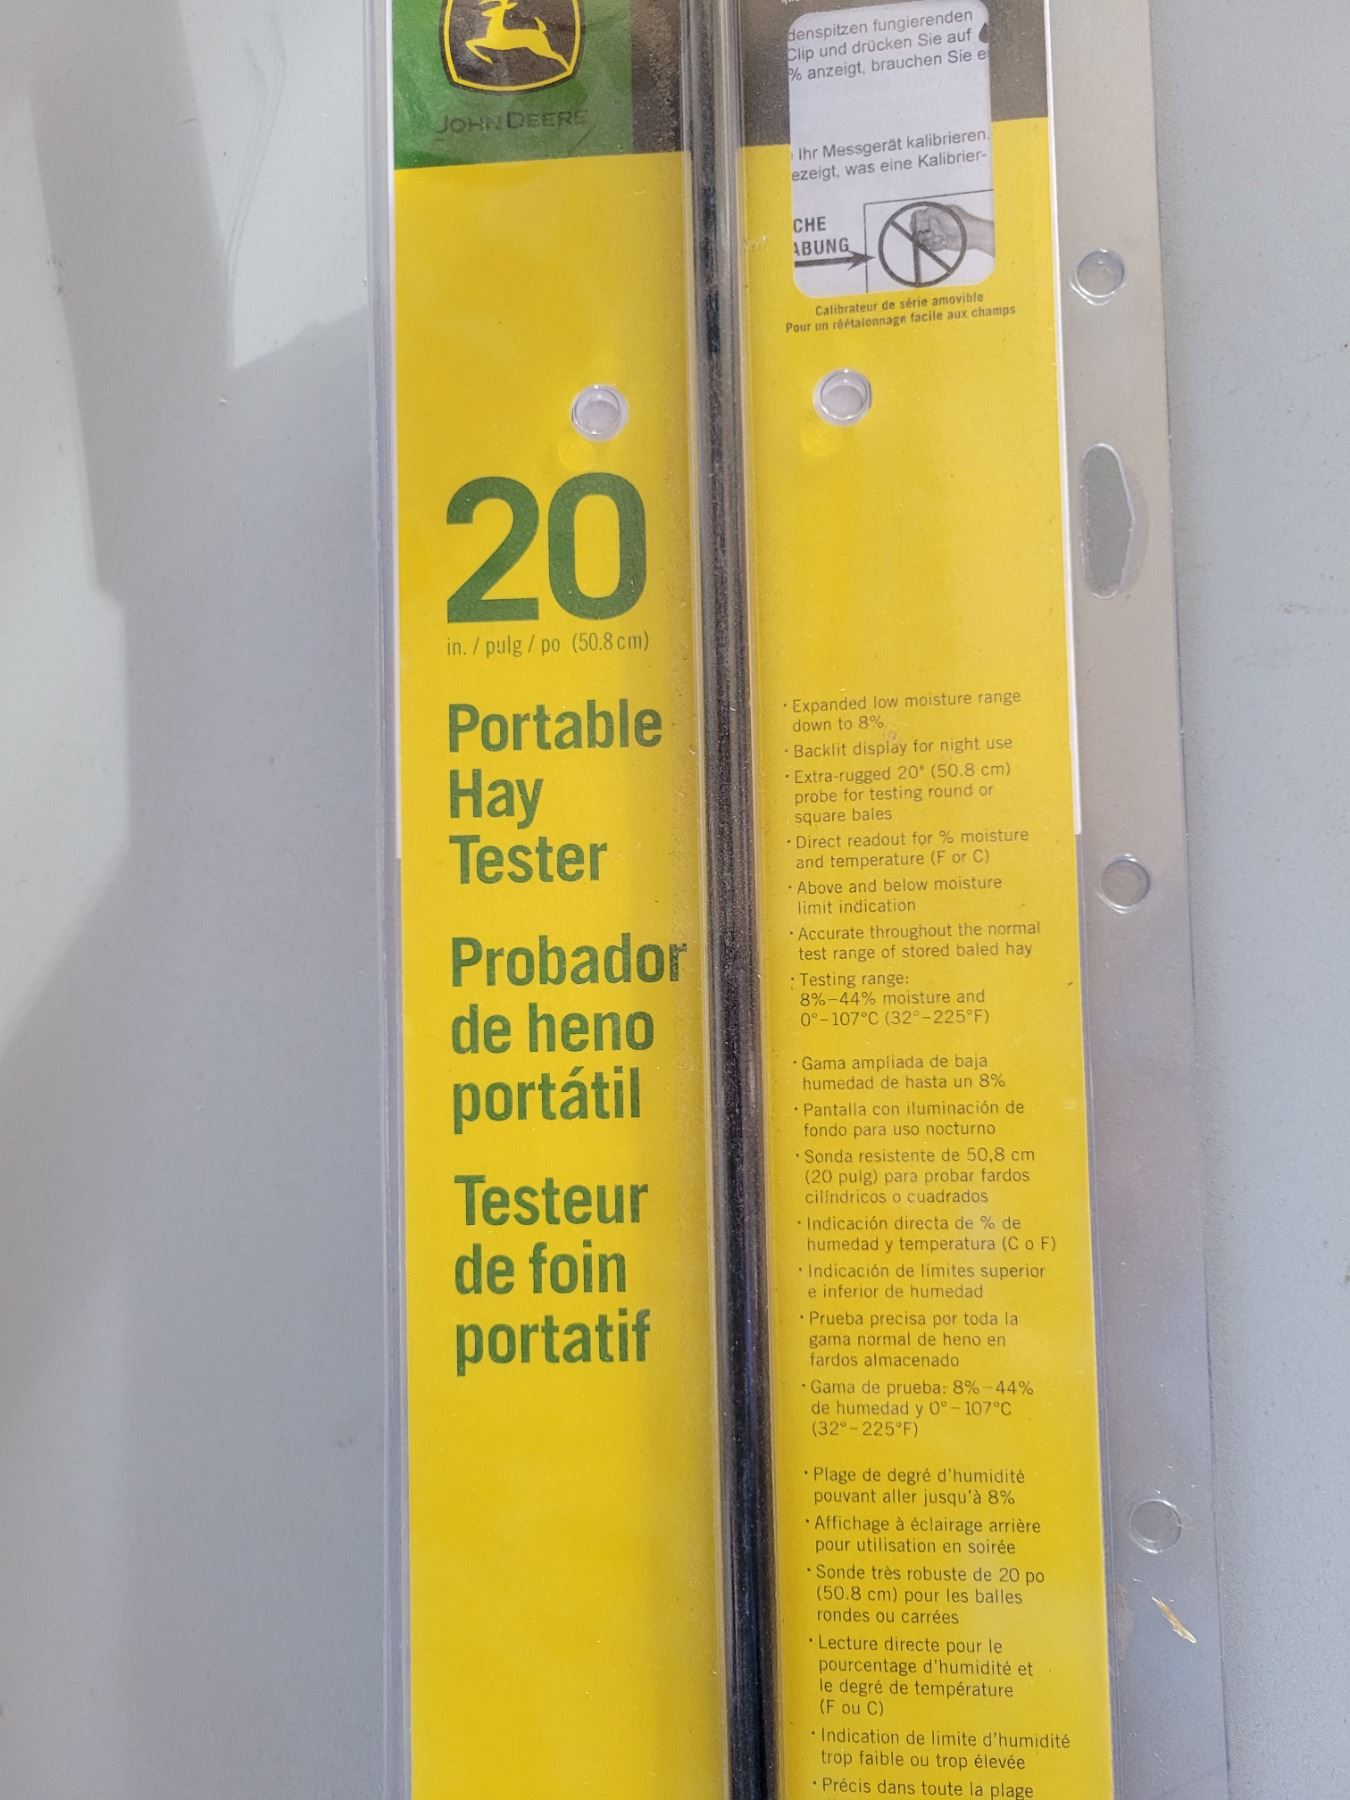 JOHN DEERE
denspitzen fungierenden
Clip und drücken Sie auf
% anzeigt, brauchen Sie e
Ihr Messgerät kalibrieren.
ezeigt, was eine Kalibrier-
CHE
ABUNG
Calibrateur de série amovible
Pour un réétalonnage facile aux champs
20
in. / pulg / po (50.8 cm)
Portable
Hay
Tester
Probador
de heno
portátil
Testeur
de foin
portatif
· Expanded low moisture range
down to 8%
· Backlit display for night use
· Extra-rugged 20" (50.8 cm)
probe for testing round or
square bales
· Direct readout for % moisture
and temperature (F or C)
· Above and below moisture
limit indication
· Accurate throughout the normal
test range of stored baled hay
· Testing range:
8%–44% moisture and
0°–107°C (32°–225°F)
· Gama ampliada de baja
humedad de hasta un 8%
· Pantalla con iluminación de
fondo para uso nocturno
· Sonda resistente de 50,8 cm
(20 pulg) para probar fardos
cilíndricos o cuadrados
· Indicación directa de % de
humedad y temperatura (C o F)
· Indicación de límites superior
e inferior de humedad
· Prueba precisa por toda la
gama normal de heno en
fardos almacenado
· Gama de prueba: 8%–44%
de humedad y 0°–107°C
(32°–225°F)
· Plage de degré d'humidité
pouvant aller jusqu'à 8%
· Affichage à éclairage arrière
pour utilisation en soirée
· Sonde très robuste de 20 po
(50.8 cm) pour les balles
rondes ou carrées
· Lecture directe pour le
pourcentage d'humidité et
le degré de température
(F ou C)
· Indication de limite d'humidité
trop faible ou trop élevée
· Précis dans toute la plage